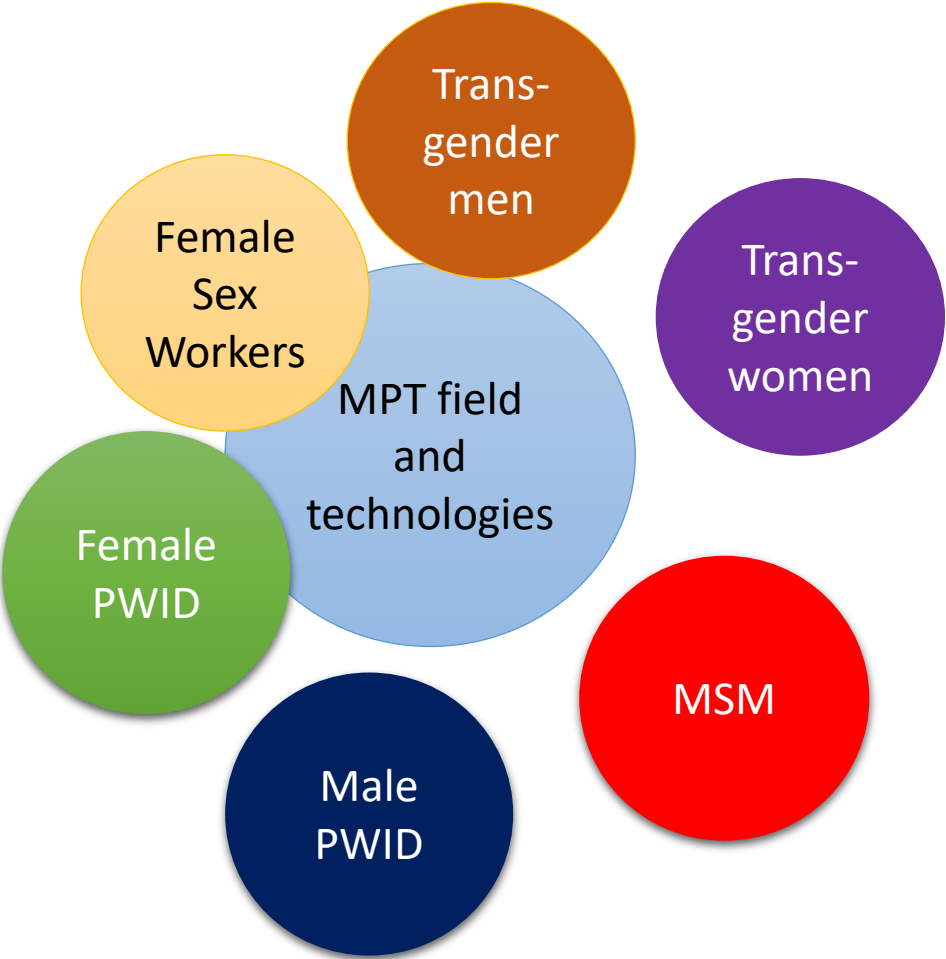 Trans-
gender
men
Female
Sex
Workers
Trans-
gender
women
MPT field
and
technologies
Female
PWID
MSM
Male
PWID